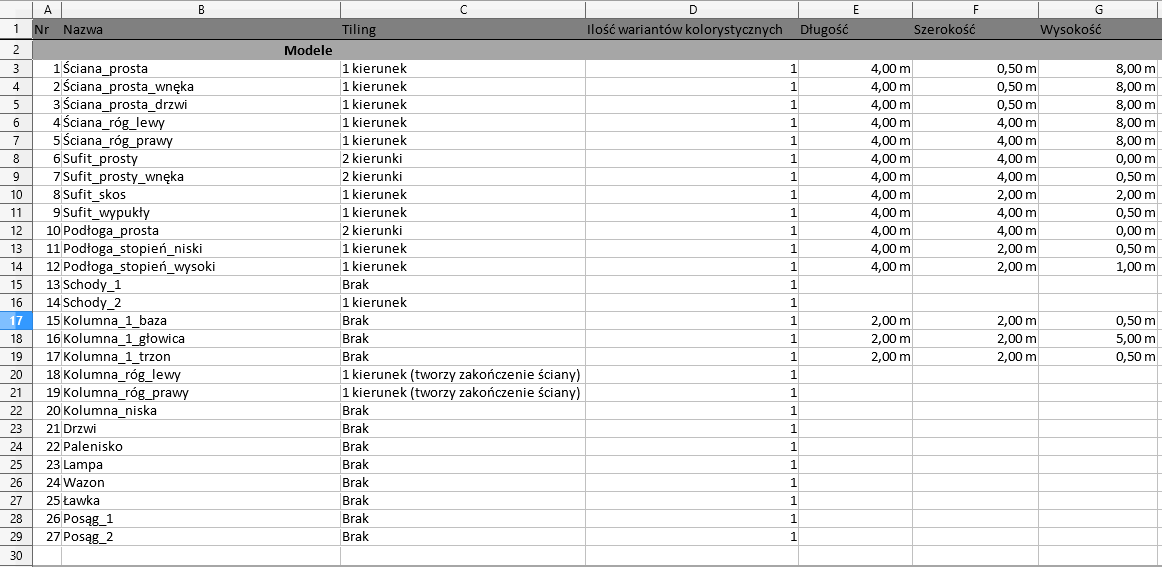 A B C D E F G
1 Nr Nazwa Tiling Ilość wariantów kolorystycznych Długość Szerokość Wysokość
2 Modele
3 1 Ściana_prosta 1 kierunek 1 4,00 m 0,50 m 8,00 m
4 2 Ściana_prosta_wnęka 1 kierunek 1 4,00 m 0,50 m 8,00 m
5 3 Ściana_prosta_drzwi 1 kierunek 1 4,00 m 0,50 m 8,00 m
6 4 Ściana_róg_lewy 1 kierunek 1 4,00 m 4,00 m 8,00 m
7 5 Ściana_róg_prawy 1 kierunek 1 4,00 m 4,00 m 8,00 m
8 6 Sufit_prosty 2 kierunki 1 4,00 m 4,00 m 0,00 m
9 7 Sufit_prosty_wnęka 2 kierunki 1 4,00 m 4,00 m 0,50 m
10 8 Sufit_skos 1 kierunek 1 4,00 m 2,00 m 2,00 m
11 9 Sufit_wypukły 1 kierunek 1 4,00 m 4,00 m 0,50 m
12 10 Podłoga_prosta 2 kierunki 1 4,00 m 4,00 m 0,00 m
13 11 Podłoga_stopień_niski 1 kierunek 1 4,00 m 2,00 m 0,50 m
14 12 Podłoga_stopień_wysoki 1 kierunek 1 4,00 m 2,00 m 1,00 m
15 13 Schody_1 Brak 1
16 14 Schody_2 1 kierunek 1
17 15 Kolumna_1_baza Brak 1 2,00 m 2,00 m 0,50 m
18 16 Kolumna_1_głowica Brak 1 2,00 m 2,00 m 5,00 m
19 17 Kolumna_1_trzon Brak 1 2,00 m 2,00 m 0,50 m
20 18 Kolumna_róg_lewy 1 kierunek (tworzy zakończenie ściany) 1
21 19 Kolumna_róg_prawy 1 kierunek (tworzy zakończenie ściany) 1
22 20 Kolumna_niska Brak 1
23 21 Drzwi Brak 1
24 22 Palenisko Brak 1
25 23 Lampa Brak 1
26 24 Wazon Brak 1
27 25 Ławka Brak 1
28 26 Posąg_1 Brak 1
29 27 Posąg_2 Brak 1
30